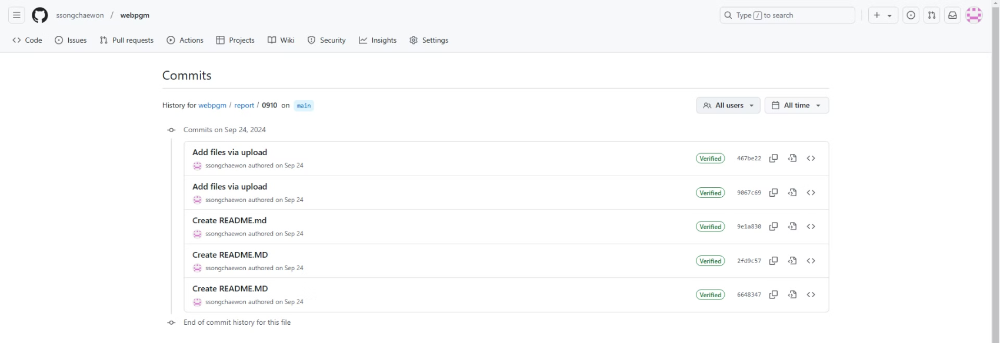 ssongchaewon / webpgm
Type / to search
Code Issues Pull requests Actions Projects Wiki Security Insights Settings
Commits
History for webpgm / report / 0910 on main
All users All time
Commits on Sep 24, 2024
Add files via upload
ssongchaewon authored on Sep 24
Verified 467be22
Add files via upload
ssongchaewon authored on Sep 24
Verified 9067c69
Create README.md
ssongchaewon authored on Sep 24
Verified 9e1a830
Create README.MD
ssongchaewon authored on Sep 24
Verified 2fd9c57
Create README.MD
ssongchaewon authored on Sep 24
Verified 6648347
End of commit history for this file